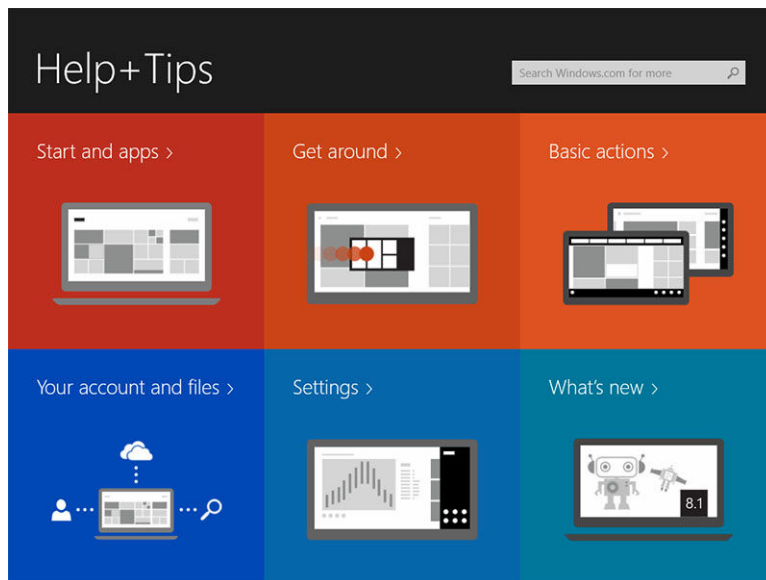 Help+Tips
Search Windows.com for more
Start and apps >
Get around >
Basic actions >
Your account and files >
Settings >
What's new >
8.1